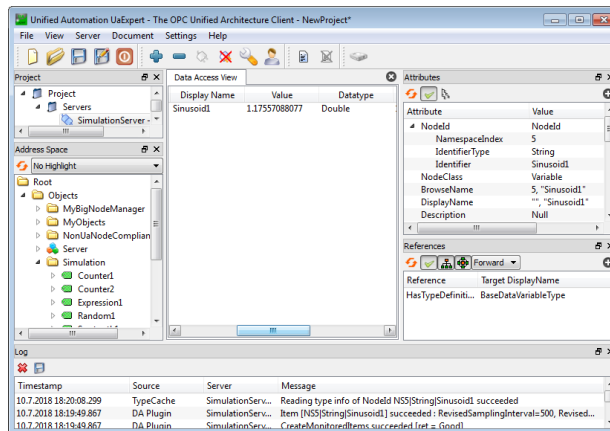 Unified Automation UaExpert - The OPC Unified Architecture Client - NewProject*
File View Server Document Settings Help
Project
Project
Servers
SimulationServer -
Address Space
No Highlight
Root
Objects
MyBigNodeManager
MyObjects
NonUaNodeComplian
Server
Simulation
Counter1
Counter2
Expression1
Random1
Data Access View
Display Name Value Datatype
Sinusoid1 1.17557088077 Double
Attributes
Attribute Value
NodeId NodeId
NamespaceIndex 5
IdentifierType String
Identifier Sinusoid1
NodeClass Variable
BrowseName 5, "Sinusoid1"
DisplayName "", "Sinusoid1"
Description Null
References
Forward
Reference Target DisplayName
HasTypeDefiniti... BaseDataVariableType
Log
Timestamp Source Server Message
10.7.2018 18:20:08.299 TypeCache SimulationServ... Reading type info of NodeId NS5|String|Sinusoid1 succeeded
10.7.2018 18:19:49.867 DA Plugin SimulationServ... Item [NS5|String|Sinusoid1] succeeded : RevisedSamplingInterval=500, Revised...
10.7.2018 18:19:49.867 DA Plugin SimulationServ... CreateMonitoredItems succeeded [ret = Good]